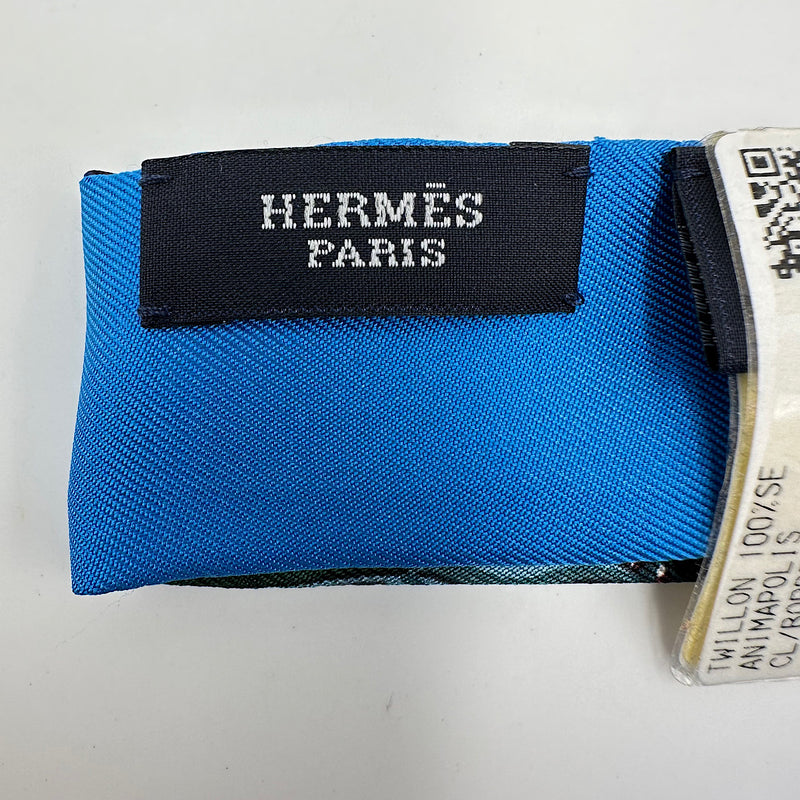 HERMÈS
PARIS
TWILLON 100%SE
ANIMAPOLIS